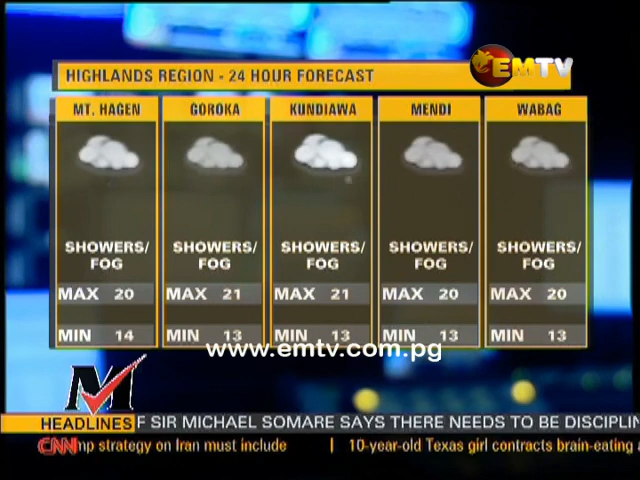 EMTV
HIGHLANDS REGION - 24 HOUR FORECAST
MT. HAGEN GOROKA KUNDIAWA MENDI WABAG
SHOWERS/ SHOWERS/ SHOWERS/ SHOWERS/ SHOWERS/
FOG FOG FOG FOG FOG
MAX 20 MAX 21 MAX 21 MAX 20 MAX 20
MIN 14 MIN 13 MIN 13 MIN 13 MIN 13
www.emtv.com.pg
M
HEADLINES F SIR MICHAEL SOMARE SAYS THERE NEEDS TO BE DISCIPLIN
CNN mp strategy on Iran must include | 10-year-old Texas girl contracts brain-eating